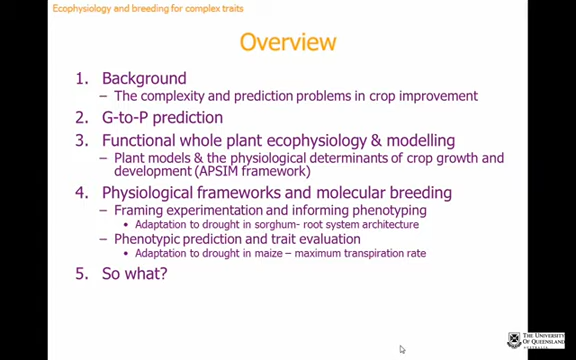 Ecophysiology and breeding for complex traits
Overview
1. Background
– The complexity and prediction problems in crop improvement
2. G-to-P prediction
3. Functional whole plant ecophysiology & modelling
– Plant models & the physiological determinants of crop growth and
development (APSIM framework)
4. Physiological frameworks and molecular breeding
– Framing experimentation and informing phenotyping
• Adaptation to drought in sorghum- root system architecture
– Phenotypic prediction and trait evaluation
• Adaptation to drought in maize – maximum transpiration rate
5. So what?
THE UNIVERSITY
OF QUEENSLAND
AUSTRALIA